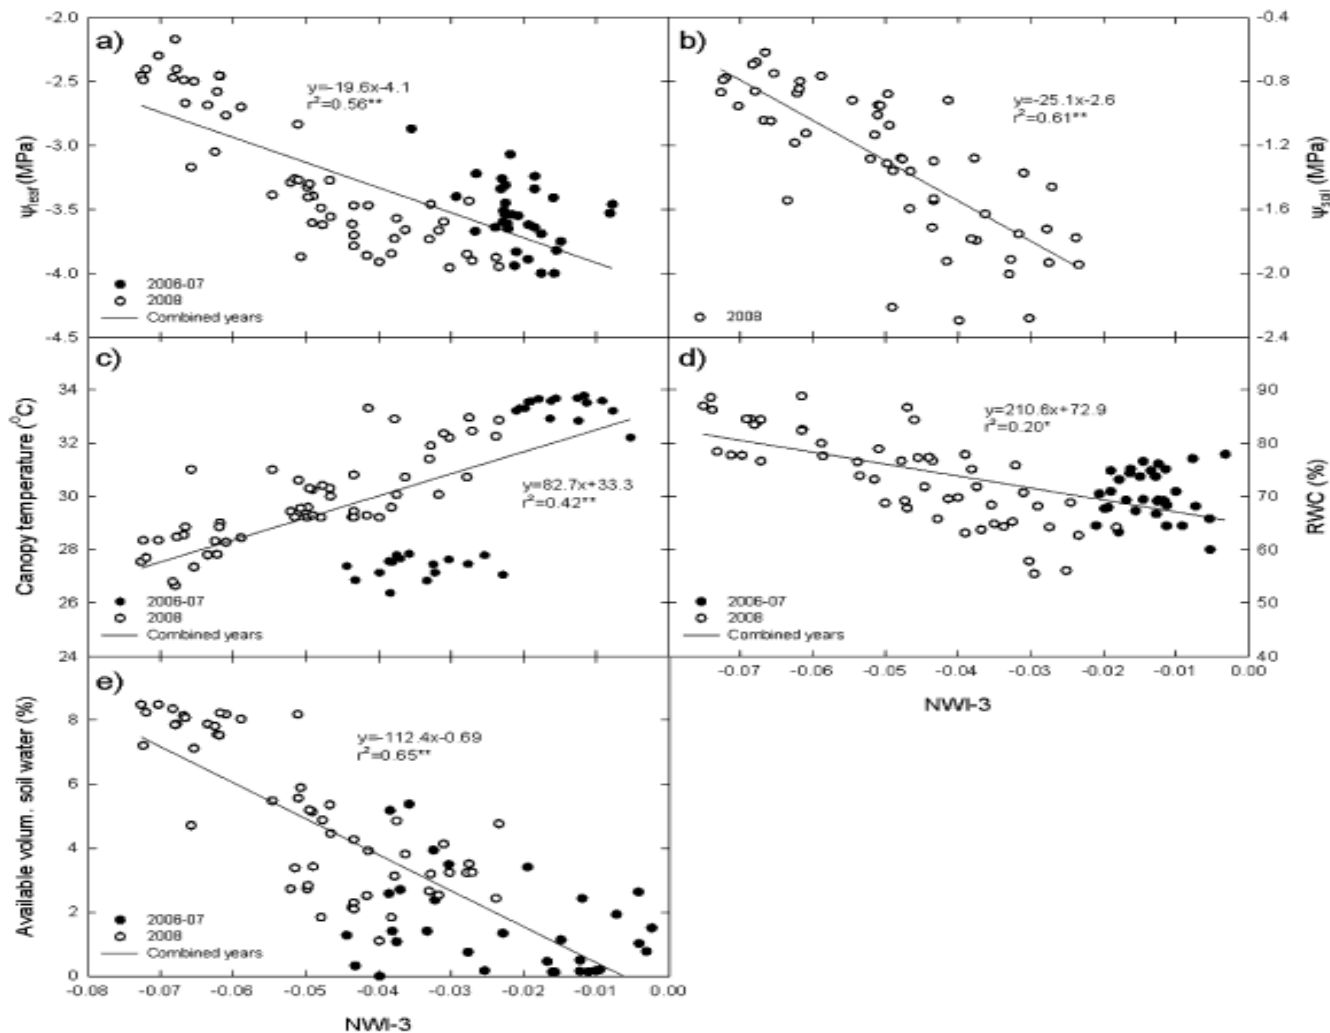 a)
-2.0
-2.5
-3.0
-3.5
-4.0
-4.5
ψleaf (MPa)
y=-19.6x-4.1
r²=0.56**
2006-07
2008
Combined years
b)
-0.4
-0.8
-1.2
-1.6
-2.0
-2.4
ψsoil (MPa)
y=-25.1x-2.6
r²=0.61**
2008
c)
34
32
30
28
26
24
Canopy temperature (⁰C)
y=82.7x+33.3
r²=0.42**
2006-07
2008
Combined years
d)
90
80
70
60
50
40
RWC (%)
y=210.6x+72.9
r²=0.20*
2006-07
2008
Combined years
-0.07 -0.06 -0.05 -0.04 -0.03 -0.02 -0.01 0.00
NWI-3
e)
8
6
4
2
0
Available volum. soil water (%)
y=-112.4x-0.69
r²=0.65**
2006-07
2008
Combined years
-0.08 -0.07 -0.06 -0.05 -0.04 -0.03 -0.02 -0.01 0.00
NWI-3